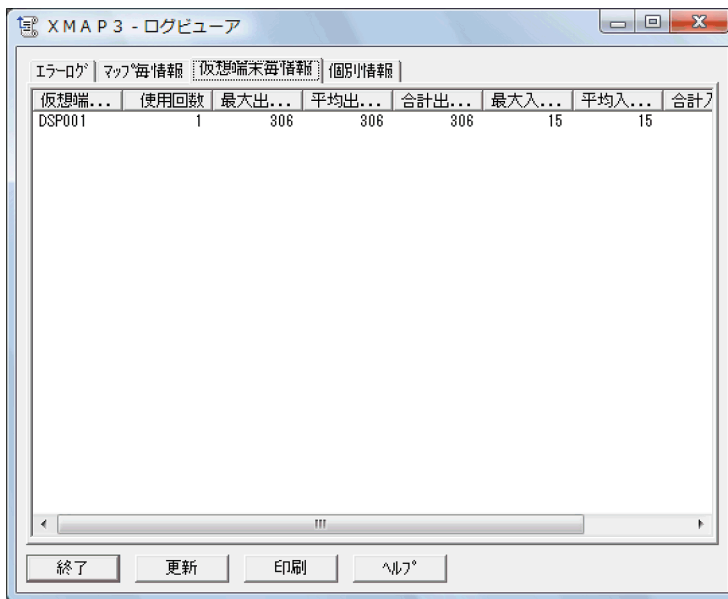 XMAP3 - ログビューア
エラーログ マップ毎情報 仮想端末毎情報 個別情報
仮想端... 使用回数 最大出... 平均出... 合計出... 最大入... 平均入... 合計入
DSP001 1 306 306 306 15 15
終了 更新 印刷 ヘルプ